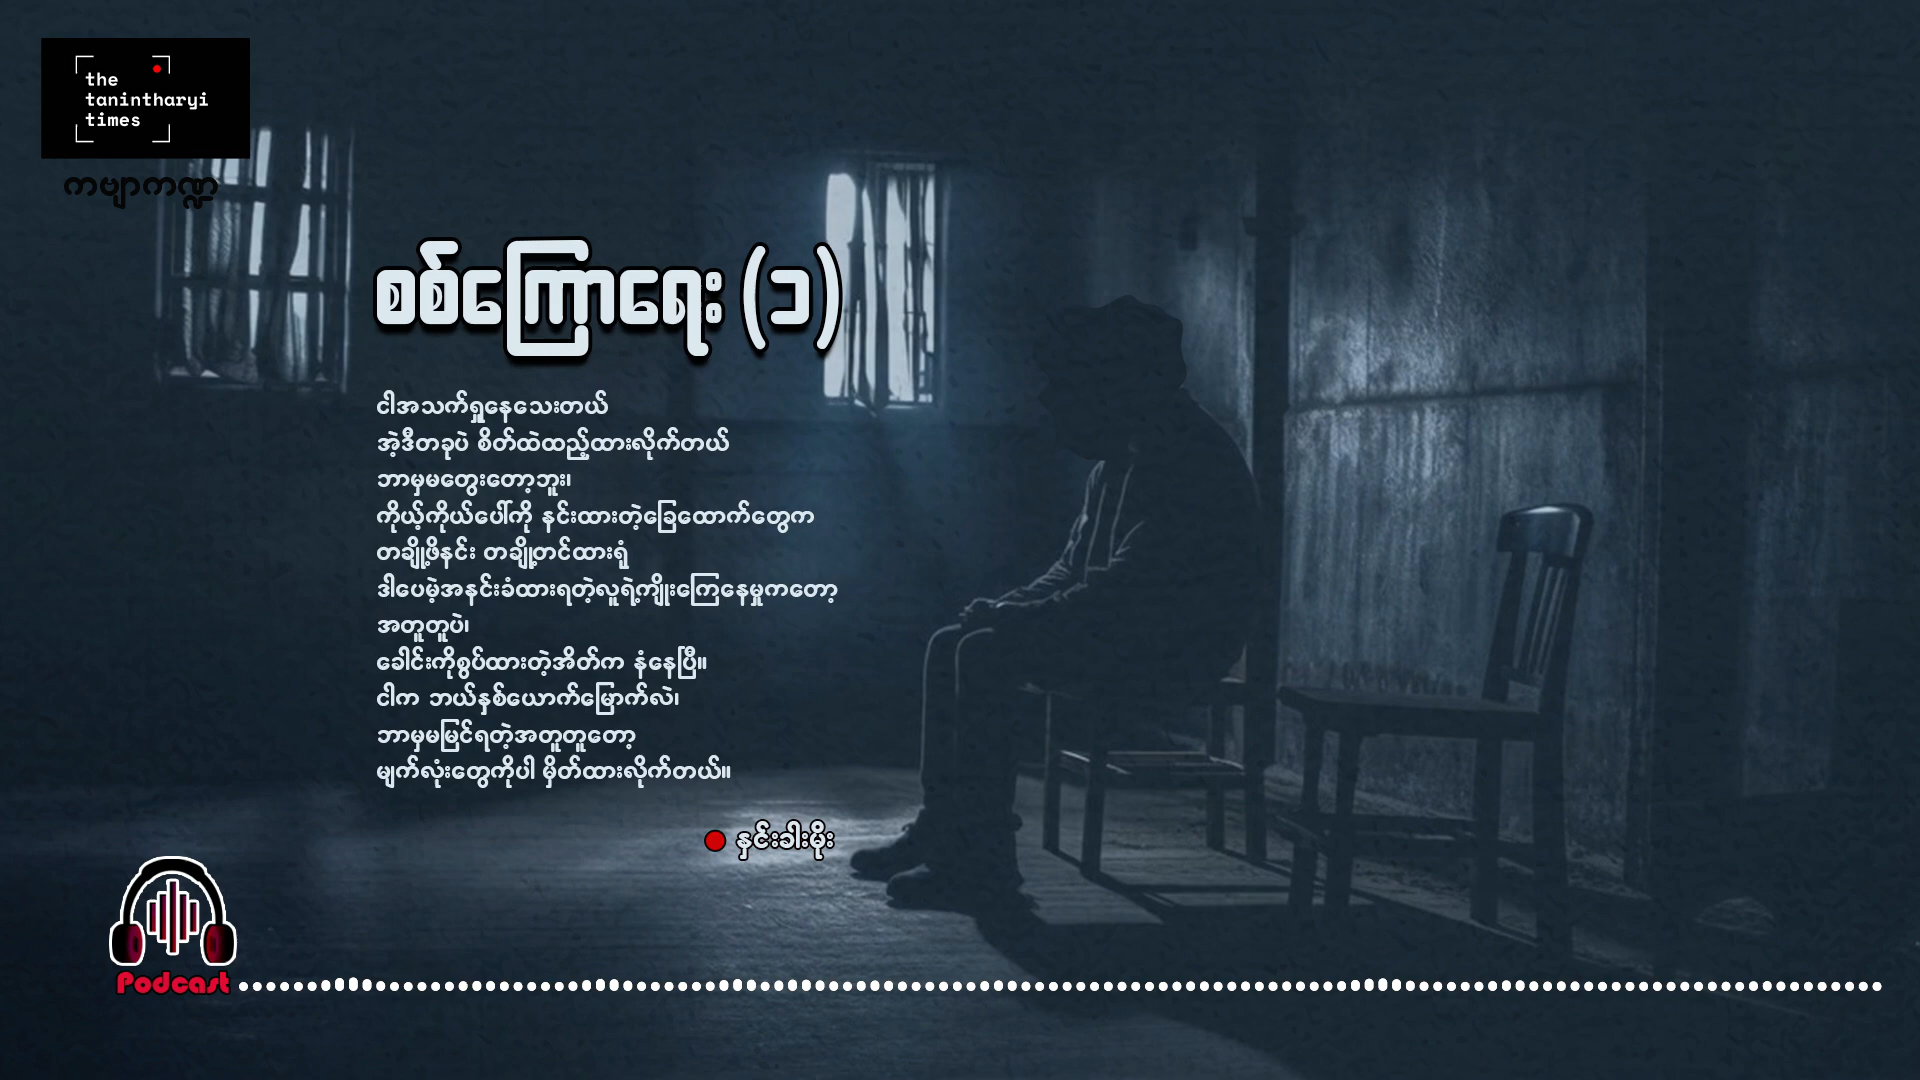 the
tanintharyi
times
ကဗျာကဏ္ဍ
စစ်ကြောရေး (၁)
ငါအသက်ရှူနေသေးတယ်
အဲ့ဒီတခုပဲ စိတ်ထဲထည့်ထားလိုက်တယ်
ဘာမှမတွေးတော့ဘူး၊
ကိုယ့်ကိုယ်ပေါ်ကို နင်းထားတဲ့ခြေထောက်တွေက
တချို့ဖိနင်း တချို့တင်ထားရုံ
ဒါပေမဲ့အနင်းခံထားရတဲ့လူရဲ့ကျိုးကြေနေမှုကတော့
အတူတူပဲ၊
ခေါင်းကိုစွပ်ထားတဲ့အိတ်က နံနေပြီ။
ငါက ဘယ်နှစ်ယောက်မြောက်လဲ၊
ဘာမှမမြင်ရတဲ့အတူတူတော့
မျက်လုံးတွေကိုပါ မှိတ်ထားလိုက်တယ်။
နှင်းခါးမိုး
Podcast